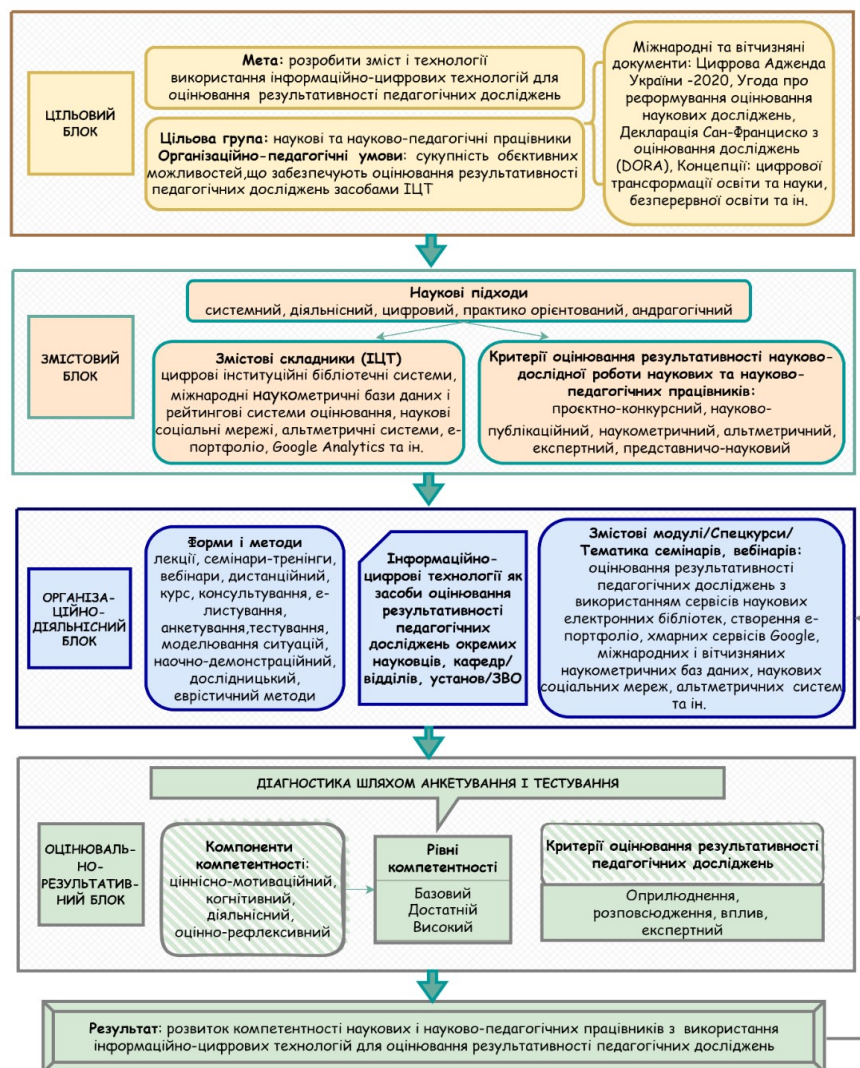 ЦІЛЬОВИЙ
БЛОК
Мета: розробити зміст і технології
використання інформаційно-цифрових технологій для
оцінювання результативності педагогічних досліджень
Цільова група: наукові та науково-педагогічні працівники
Організаційно-педагогічні умови: сукупність обєктивних
можливостей,що забезпечують оцінювання результативності
педагогічних досліджень засобами ІЦТ
Міжнародні та вітчизняні
документи: Цифрова Адженда
України -2020, Угода про
реформування оцінювання
наукових досліджень,
Декларація Сан-Франциско з
оцінювання досліджень
(DORA), Концепції: цифрової
трансформації освіти та науки,
безперервної освіти та ін.
ЗМІСТОВИЙ
БЛОК
Наукові підходи
системний, діяльнісний, цифровий, практико орієнтований, андрагогічний
Змістові складники (ІЦТ)
цифрові інституційні бібліотечні системи,
міжнародні наукометричні бази даних і
рейтингові системи оцінювання, наукові
соціальні мережі, альтметричні системи, е-
портфоліо, Google Analytics та ін.
Критерії оцінювання результативності науково-
дослідної роботи наукових та науково-
педагогічних працівників:
проєктно-конкурсний, науково-
публікаційний, наукометричний, альтметричний,
експертний, представничо-науковий
ОРГАНІЗА-
ЦІЙНО-
ДІЯЛЬНІСНИЙ
БЛОК
Форми і методи
лекції, семінари-тренінги,
вебінари, дистанційний,
курс, консультування, е-
листування,
анкетування,тестування,
моделювання ситуацій,
наочно-демонстраційний,
дослідницький,
еврістичний методи
Інформаційно-
цифрові технології як
засоби оцінювання
результативності
педагогічних
досліджень окремих
науковців, кафедр/
відділів, установ/ЗВО
Змістові модулі/Спецкурси/
Тематика семінарів, вебінарів:
оцінювання результативності
педагогічних досліджень з
використанням сервісів наукових
електронних бібліотек, створення е-
портфоліо, хмарних сервісів Google,
міжнародних і вітчизняних
наукометричних баз даних, наукових
соціальних мереж, альтметричних систем
та ін.
ДІАГНОСТИКА ШЛЯХОМ АНКЕТУВАННЯ І ТЕСТУВАННЯ
ОЦІНЮВАЛЬ-
НО-
РЕЗУЛЬТАТИВ-
НИЙ БЛОК
Компоненти
компетентності:
ціннісно-мотиваційний,
когнітивний,
діяльнісний,
оцінно-рефлексивний
Рівні
компетентності
Базовий
Достатній
Високий
Критерії оцінювання результативності
педагогічних досліджень
Оприлюднення,
розповсюдження, вплив,
експертний
Результат: розвиток компетентності наукових і науково-педагогічних працівників з використання
інформаційно-цифрових технологій для оцінювання результативності педагогічних досліджень